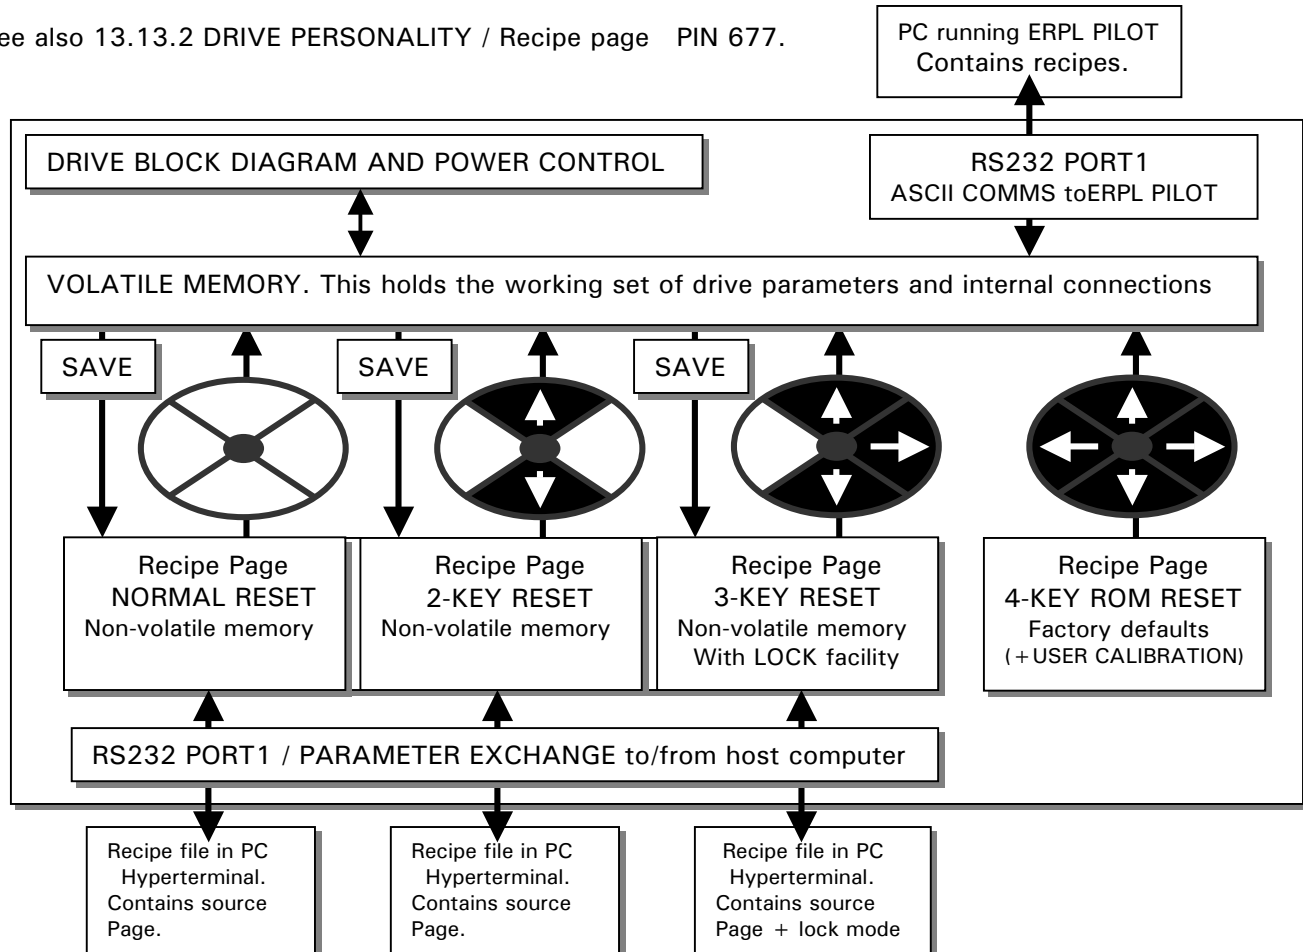 ee also 13.13.2 DRIVE PERSONALITY / Recipe page PIN 677.
PC running ERPL PILOT
Contains recipes.
DRIVE BLOCK DIAGRAM AND POWER CONTROL
RS232 PORT1
ASCII COMMS toERPL PILOT
VOLATILE MEMORY. This holds the working set of drive parameters and internal connections
SAVE
SAVE
SAVE
Recipe Page
NORMAL RESET
Non-volatile memory
Recipe Page
2-KEY RESET
Non-volatile memory
Recipe Page
3-KEY RESET
Non-volatile memory
With LOCK facility
Recipe Page
4-KEY ROM RESET
Factory defaults
(+USER CALIBRATION)
RS232 PORT1 / PARAMETER EXCHANGE to/from host computer
Recipe file in PC
Hyperterminal.
Contains source
Page.
Recipe file in PC
Hyperterminal.
Contains source
Page.
Recipe file in PC
Hyperterminal.
Contains source
Page + lock mode